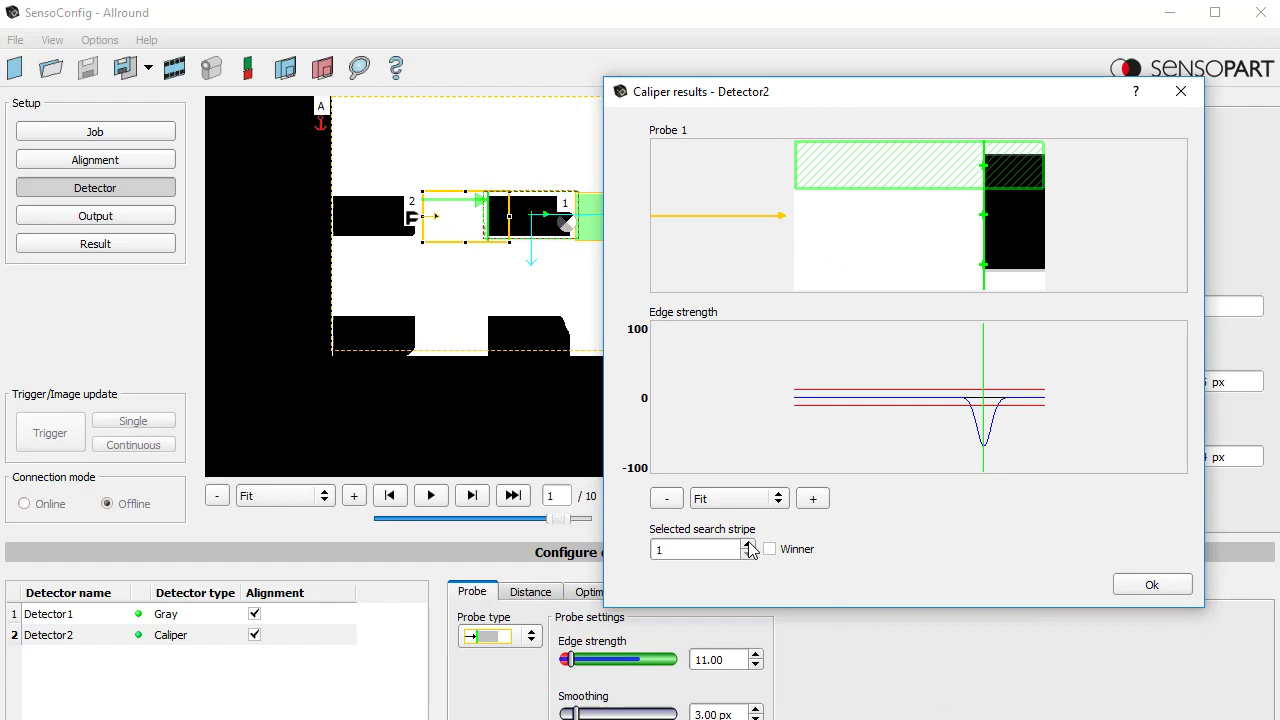 SensoConfig - Allround
File View Options Help
SENSOPART
Setup
Job
Alignment
Detector
Output
Result
Trigger/Image update
Trigger
Single
Continuous
Connection mode
Online
Offline
A
2
1
- Fit + 1 / 10
Caliper results - Detector2
?
Probe 1
Edge strength
100
0
-100
- Fit +
Selected search stripe
1
Winner
Ok
px
px
Detector name Detector type Alignment
1 Detector1 Gray
2 Detector2 Caliper
Probe Distance
Probe type
Probe settings
Edge strength
11.00
Smoothing
3.00 px